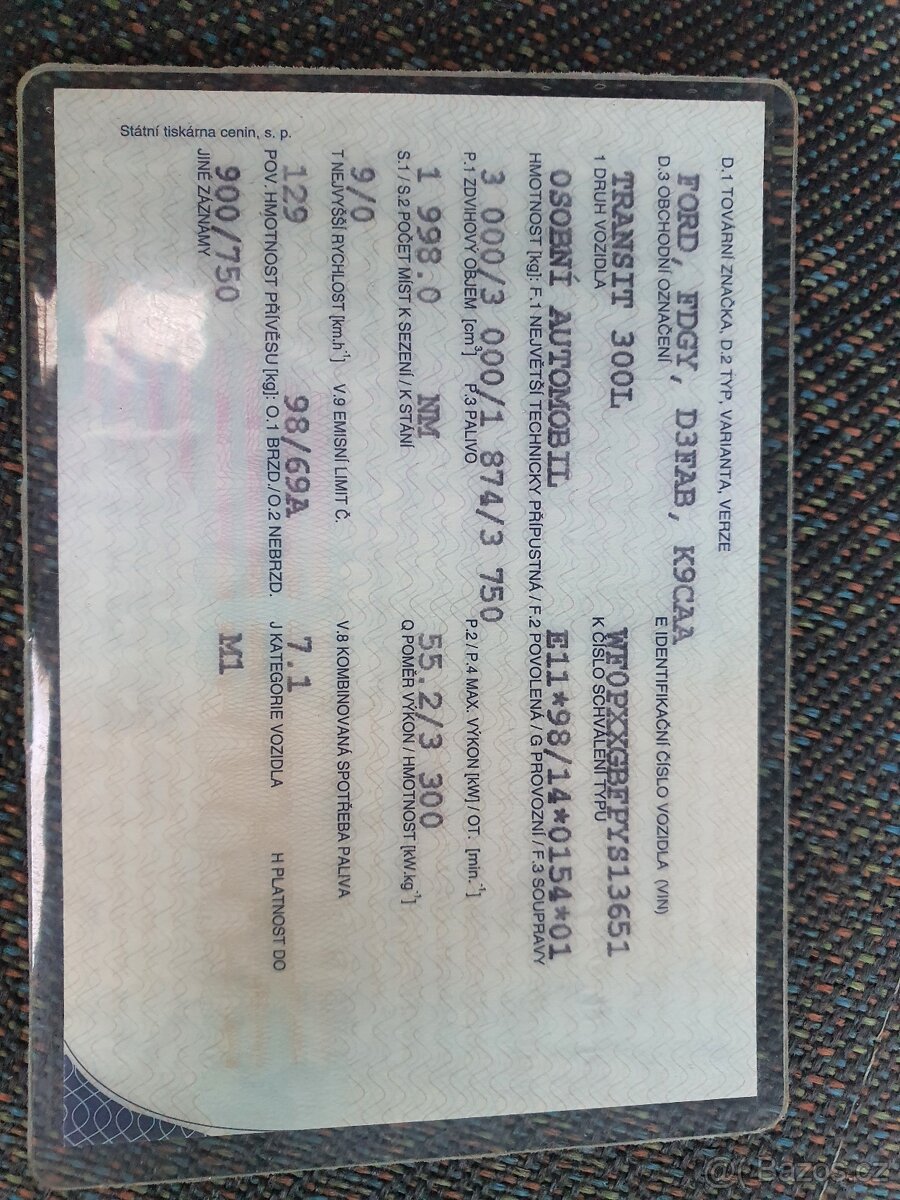 D.1 TOVÁRNÍ ZNAČKA, D.2 TYP, VARIANTA, VERZE
FORD, FDGY, D3FAB, K9CAA
D.3 OBCHODNÍ OZNAČENÍ E IDENTIFIKAČNÍ ČÍSLO VOZIDLA (VIN)
TRANSIT 300L WF0PXXGBFPYS13651
1 DRUH VOZIDLA K ČÍSLO SCHVÁLENÍ TYPU
OSOBNÍ AUTOMOBIL E11*98/14*0154*01
HMOTNOST [kg]: F.1 NEJVĚTŠÍ TECHNICKY PŘÍPUSTNÁ / F.2 POVOLENÁ / G PROVOZNÍ / F.3 SOUPRAVY
3 000/3 000/1 874/3 750
P.1 ZDVIHOVÝ OBJEM [cm³] P.3 PALIVO P.2 / P.4 MAX. VÝKON [kW] / OT. [min.⁻¹]
1 998.0 NM 55.2/3 300
S.1 / S.2 POČET MÍST K SEZENÍ / K STÁNÍ Q POMĚR VÝKON / HMOTNOST [kW.kg⁻¹]
9/0
T NEJVYŠŠÍ RYCHLOST [km.h⁻¹] V.9 EMISNÍ LIMIT Č. V.8 KOMBINOVANÁ SPOTŘEBA PALIVA
129 98/69A 7.1
POV. HMOTNOST PŘÍVĚSU [kg]: O.1 BRZD./O.2 NEBRZD. J KATEGORIE VOZIDLA H PLATNOST DO
900/750 M1
JINÉ ZÁZNAMY
Státní tiskárna cenin, s. p.
Bazoš.cz